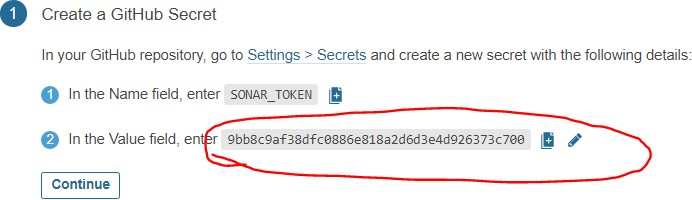 1 Create a GitHub Secret
In your GitHub repository, go to Settings > Secrets and create a new secret with the following details:
1 In the Name field, enter SONAR_TOKEN
2 In the Value field, enter 9bb8c9af38dfc0886e818a2d6d3e4d926373c700
Continue